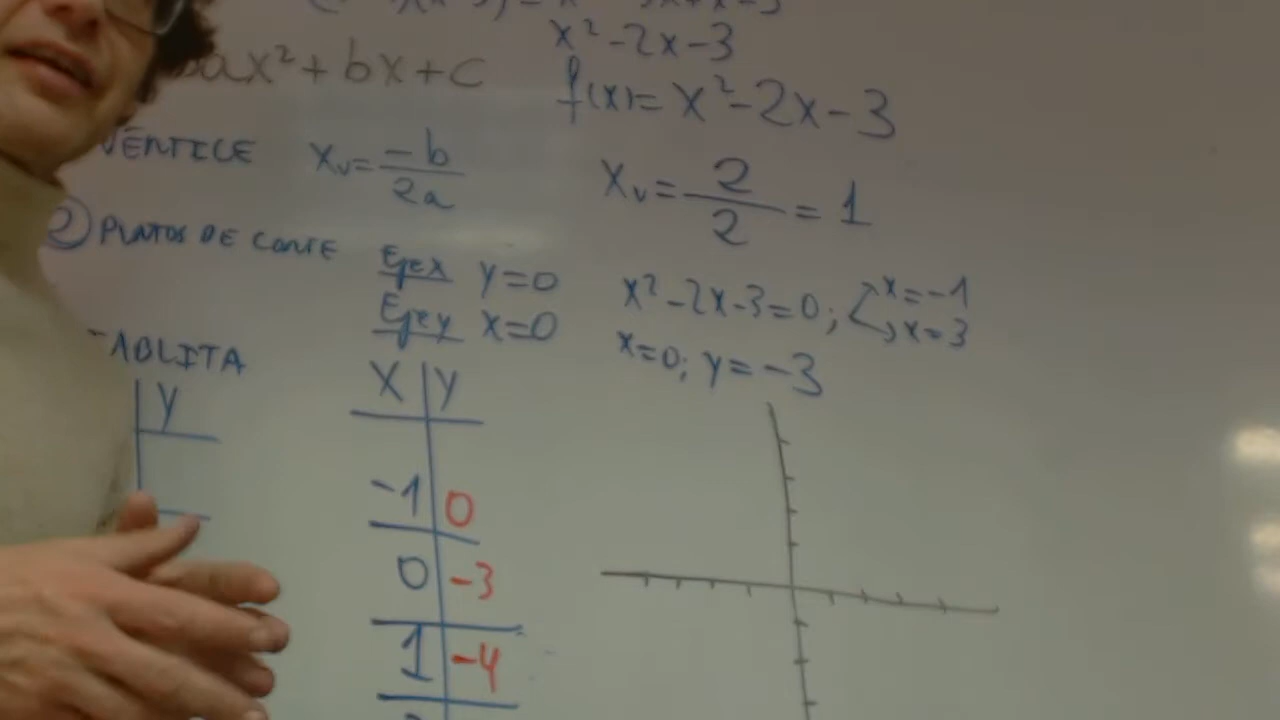 ax²+bx+c
x²-2x-3
f(x)=x²-2x-3
VÉRTICE xᵥ=-b/2a
xᵥ=2/2=1
② PUNTOS DE CORTE
Eje x y=0
Eje y x=0
x²-2x-3=0; x=-1
x=3
x=0; y=-3
TABLITA
Y
X Y
-1 0
0 -3
1 -4